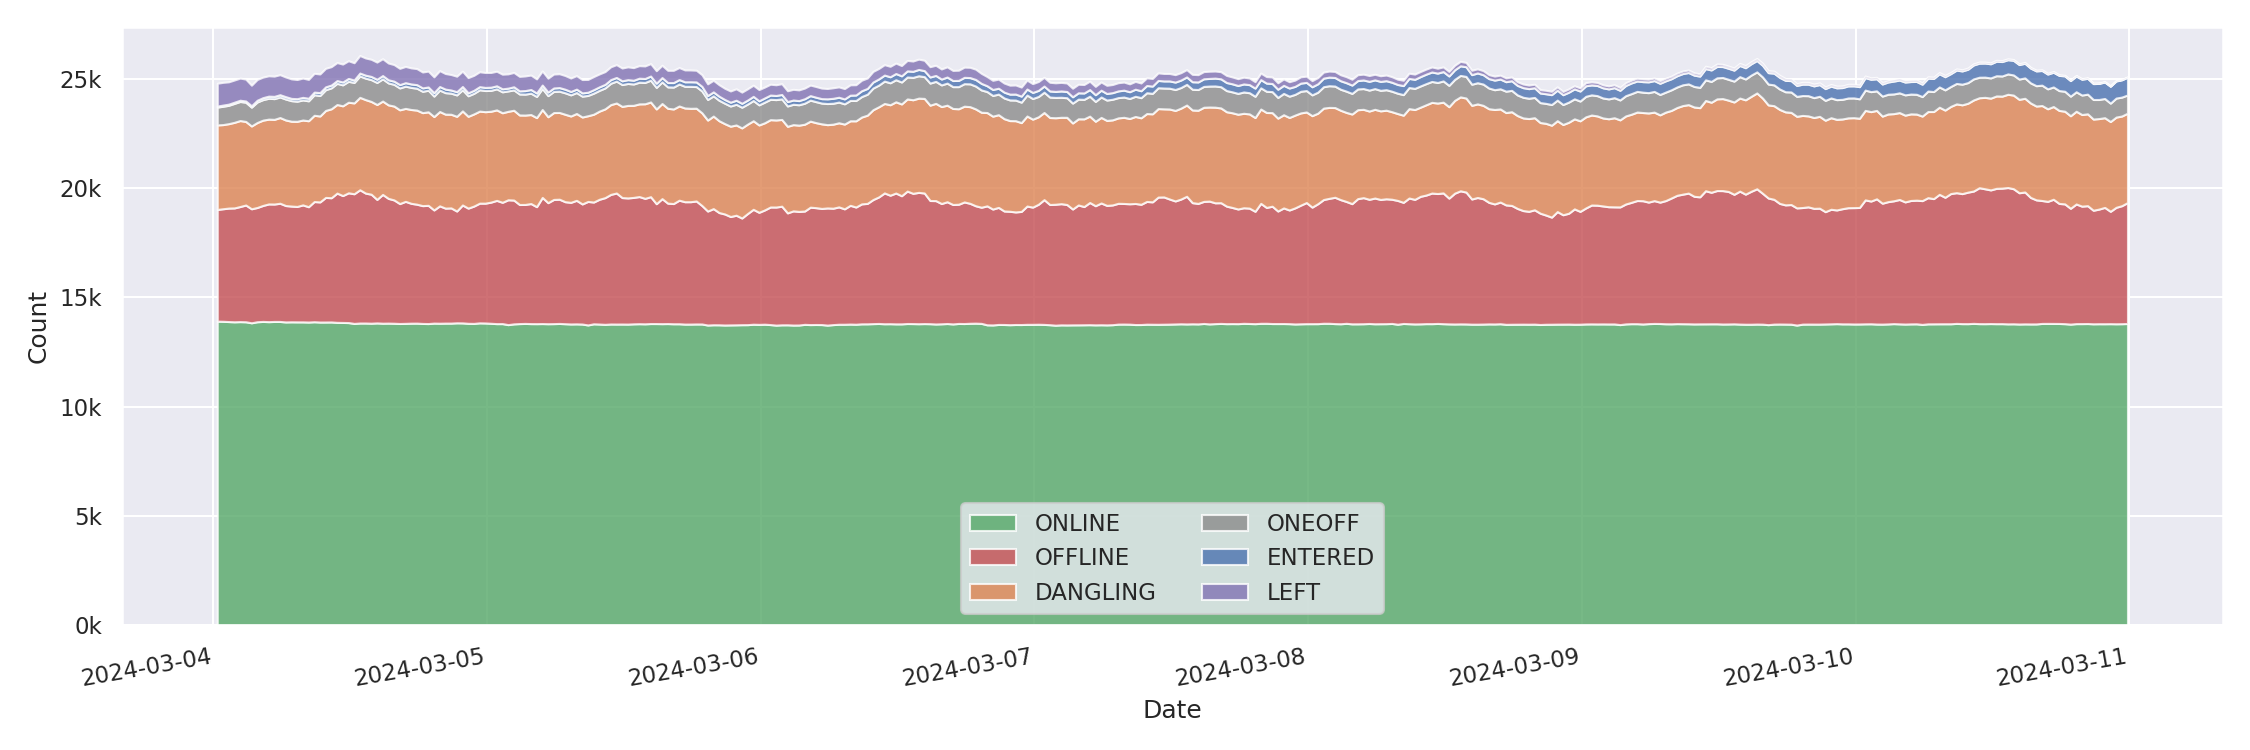 25k
20k
15k
10k
5k
0k
Count
ONLINE
OFFLINE
DANGLING
ONEOFF
ENTERED
LEFT
2024-03-04
2024-03-05
2024-03-06
2024-03-07
2024-03-08
2024-03-09
2024-03-10
2024-03-11
Date